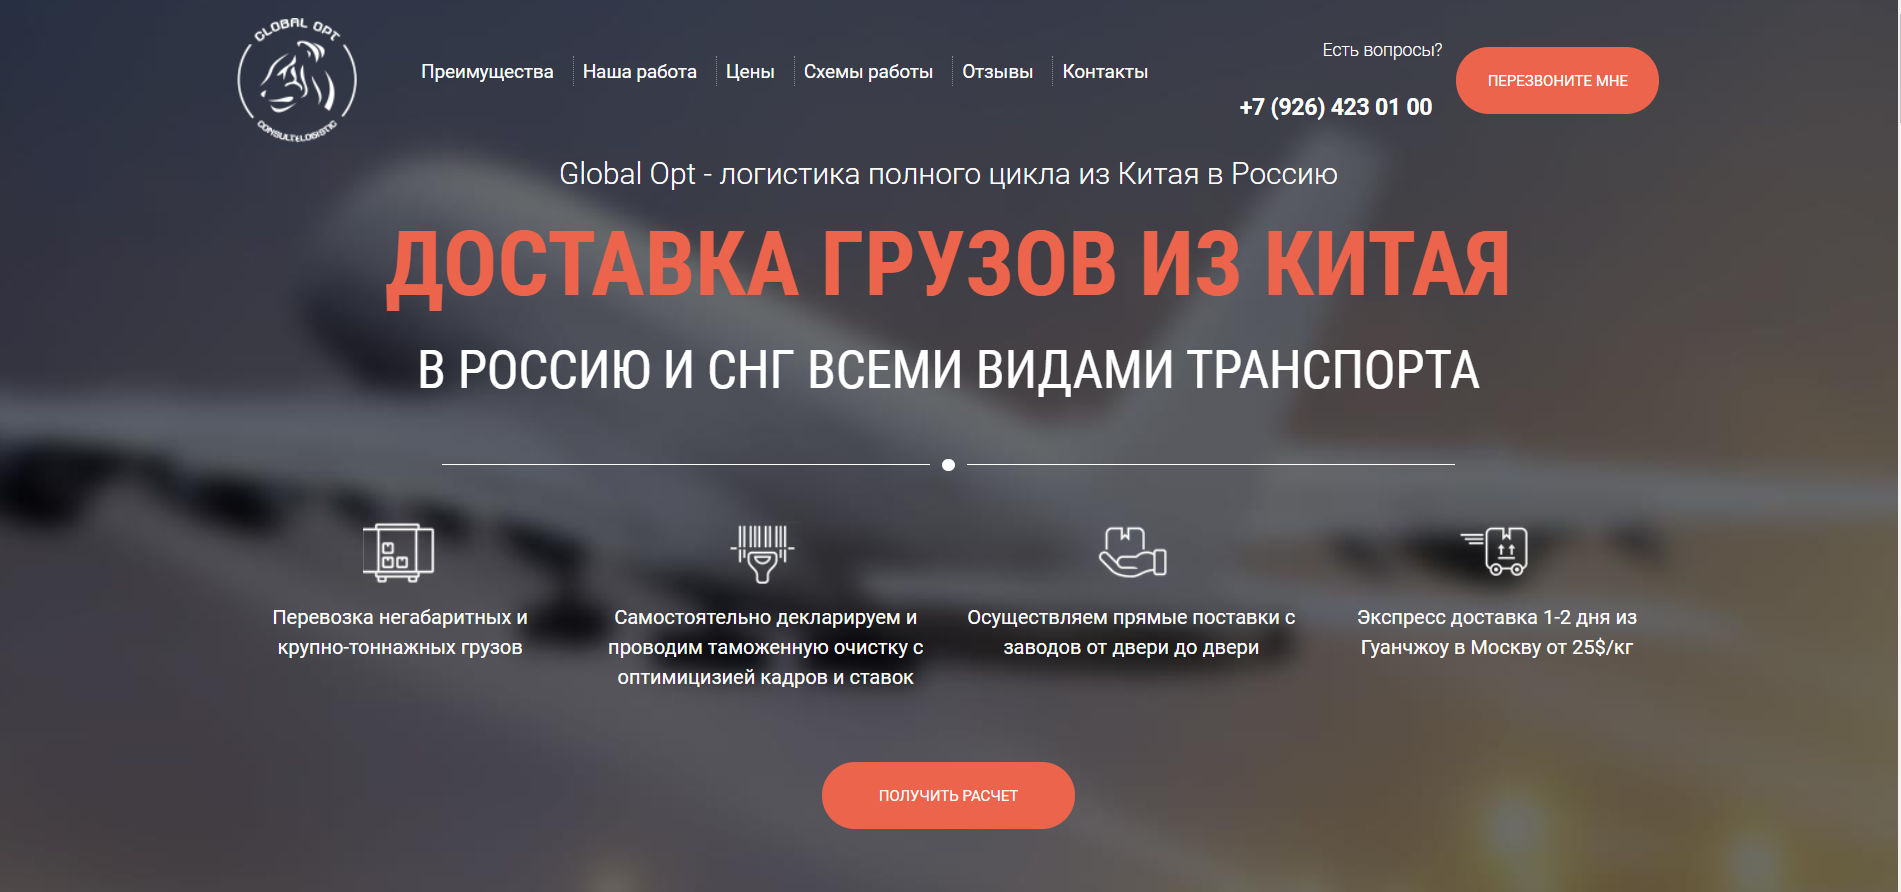 GLOBAL OPT
CONSULT&LOGISTIC
Преимущества
Наша работа
Цены
Схемы работы
Отзывы
Контакты
Есть вопросы?
+7 (926) 423 01 00
ПЕРЕЗВОНИТЕ МНЕ
Global Opt - логистика полного цикла из Китая в Россию
ДОСТАВКА ГРУЗОВ ИЗ КИТАЯ
В РОССИЮ И СНГ ВСЕМИ ВИДАМИ ТРАНСПОРТА
Перевозка негабаритных и
крупно-тоннажных грузов
Самостоятельно декларируем и
проводим таможенную очистку с
оптимицизией кадров и ставок
Осуществляем прямые поставки с
заводов от двери до двери
Экспресс доставка 1-2 дня из
Гуанчжоу в Москву от 25$/кг
ПОЛУЧИТЬ РАСЧЕТ